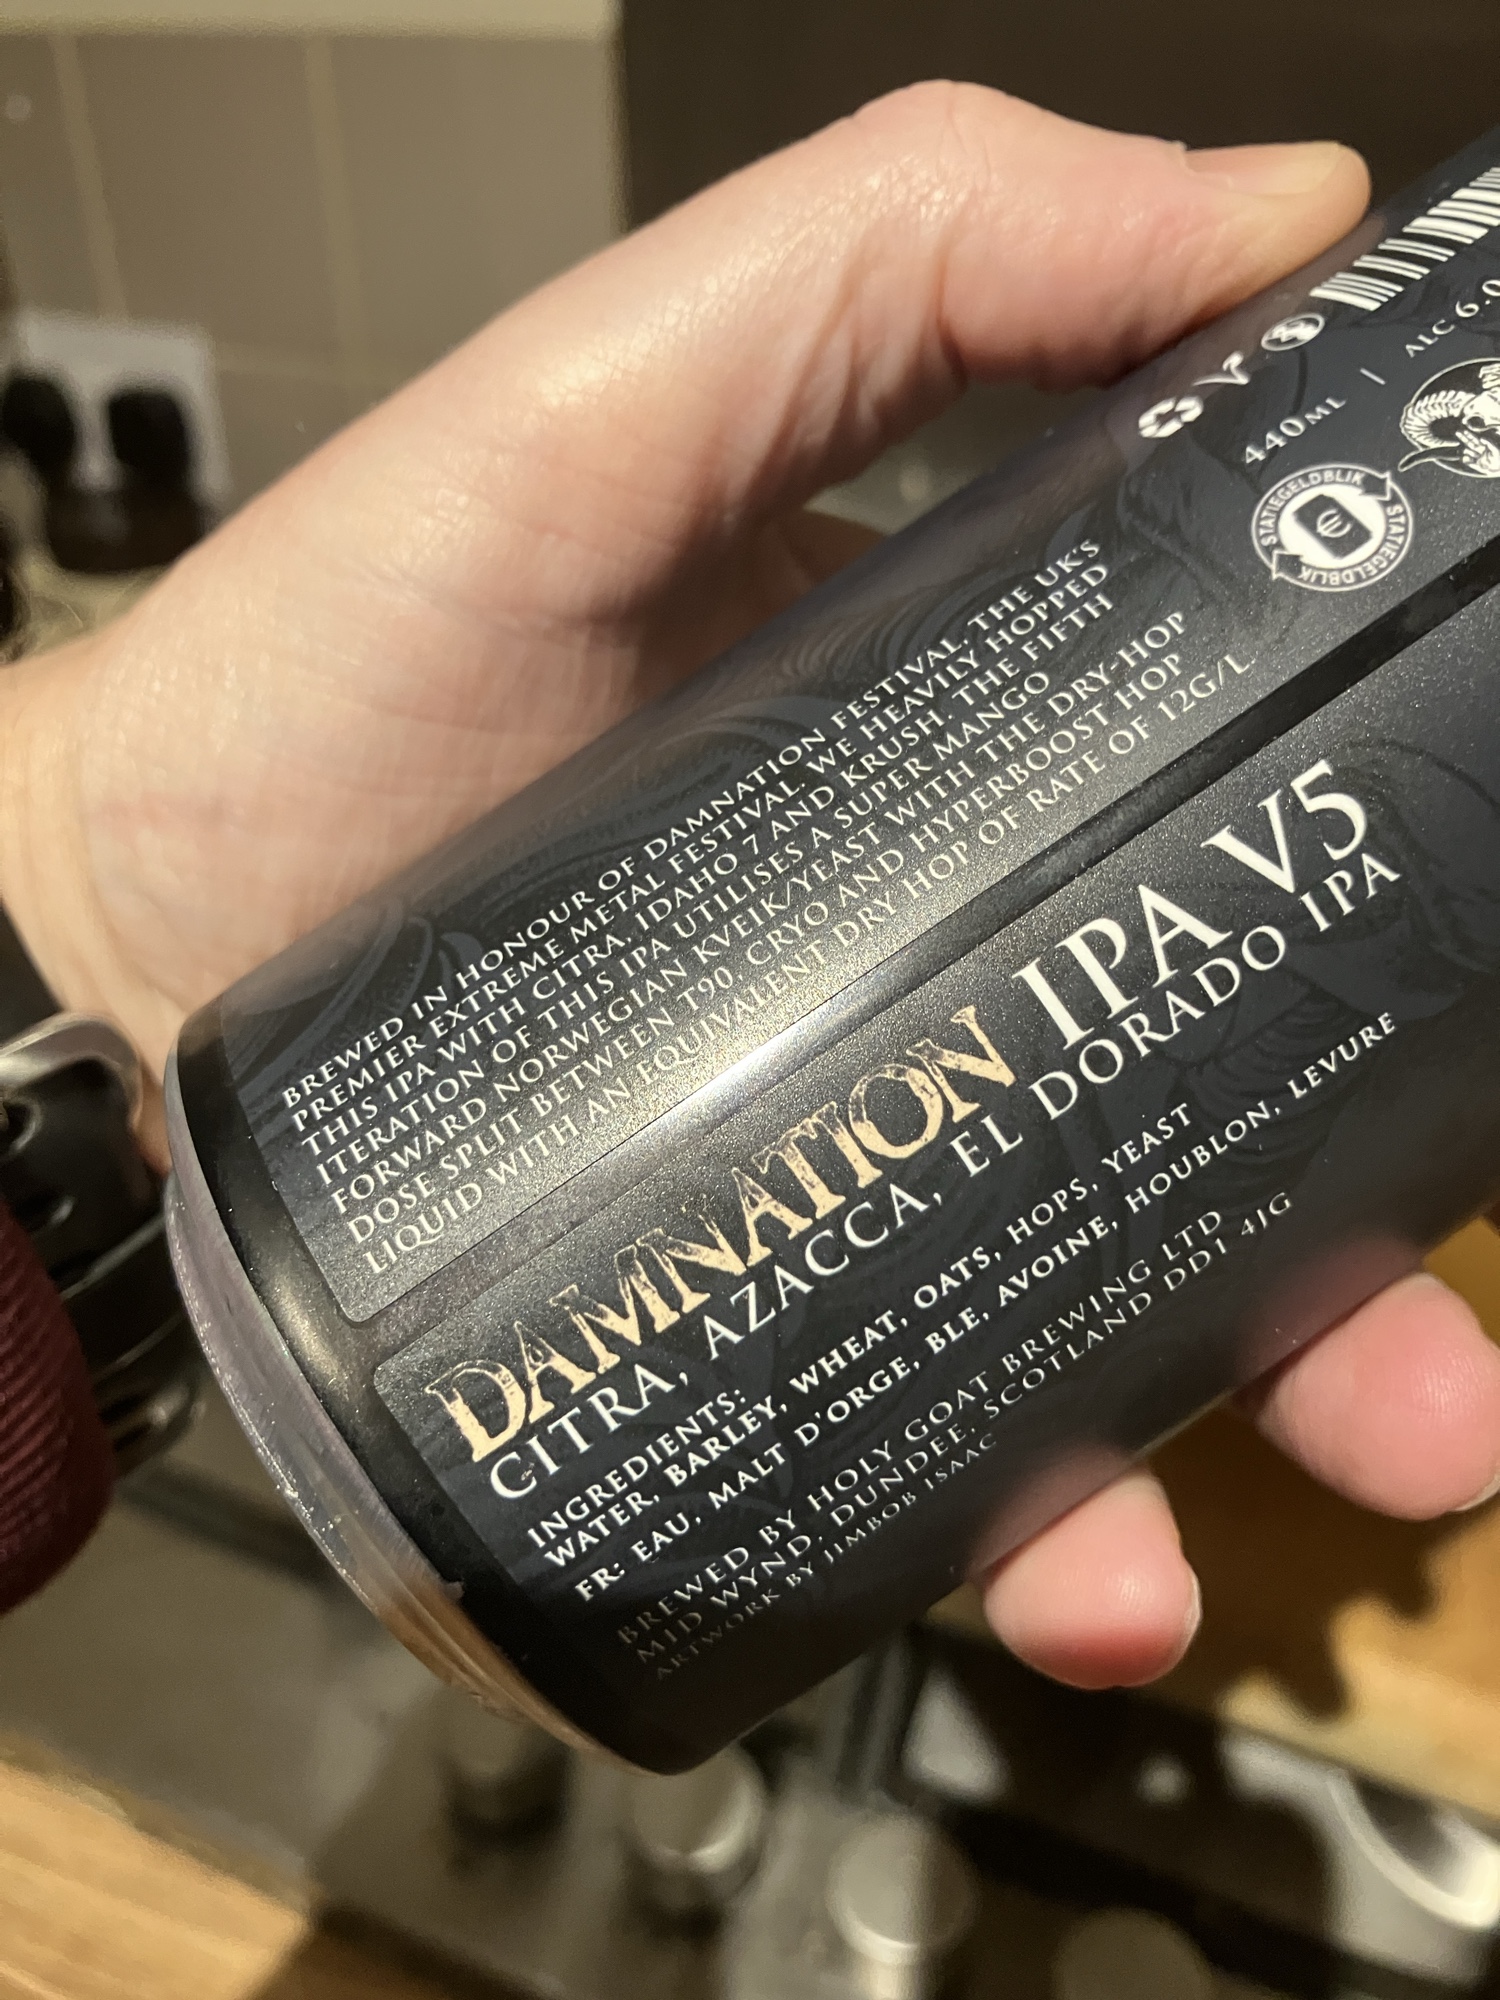 BREWED IN HONOUR OF DAMNATION FESTIVAL, THE UK'S
PREMIER EXTREME METAL FESTIVAL. WE HEAVILY HOPPED
THIS IPA WITH CITRA, IDAHO 7 AND KRUSH. THE FIFTH
ITERATION OF THIS IPA UTILISES A SUPER MANGO
FORWARD NORWEGIAN KVEIK/YEAST WITH THE DRY-HOP
DOSE SPLIT BETWEEN T90, CRYO AND HYPERBOOST HOP
LIQUID WITH AN EQUIVALENT DRY HOP OF RATE OF 12G/L
DAMNATION IPA V5
CITRA, AZACCA, EL DORADO IPA
INGREDIENTS:
WATER, BARLEY, WHEAT, OATS, HOPS, YEAST
FR: EAU, MALT D'ORGE, BLE, AVOINE, HOUBLON, LEVURE
BREWED BY HOLY GOAT BREWING LTD
MID WYND, DUNDEE, SCOTLAND DD1 4JG
ARTWORK BY JIMBOB ISAAC
440ML | ALC 6.0
STATIEGELDBLIK
STATIEGELDBLIK
STATIEGELDBLIK